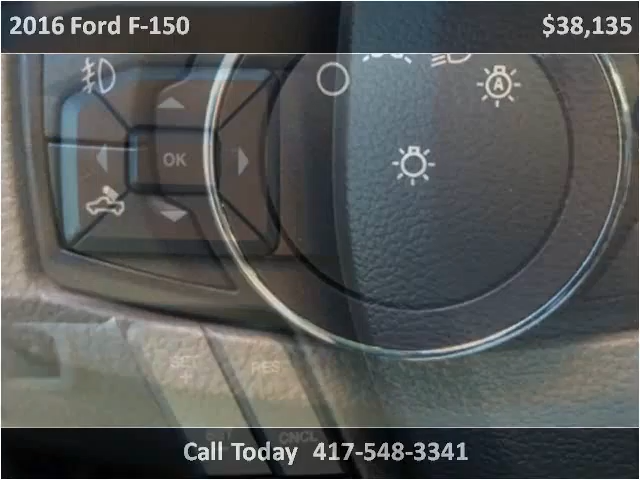 2016 Ford F-150 $38,135
A
OK
SET
+
RES
CNCL
Call Today 417-548-3341